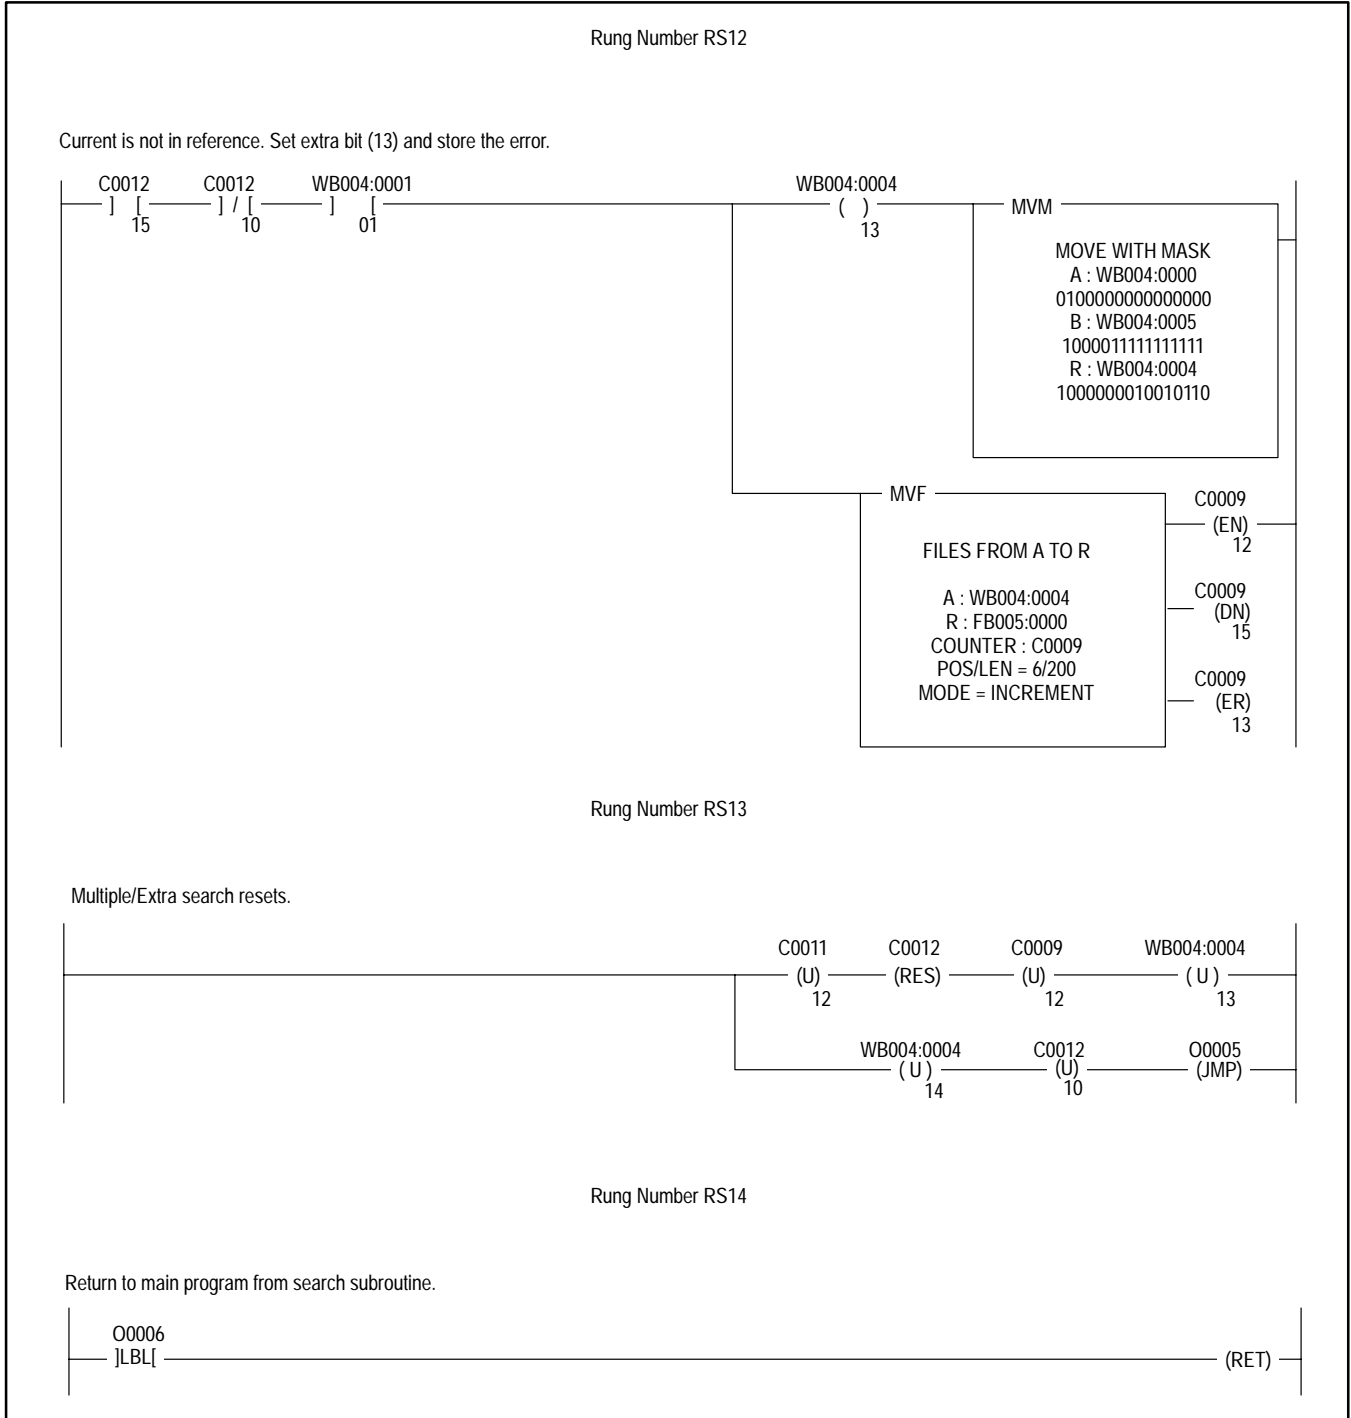 Rung Number RS12
Current is not in reference. Set extra bit (13) and store the error.
C0012 C0012 WB004:0001 WB004:0004
] [ ] / [ ] [ ( ) MVM
15 10 01 13
MOVE WITH MASK
A : WB004:0000
0100000000000000
B : WB004:0005
1000011111111111
R : WB004:0004
1000000010010110
MVF C0009
(EN)
12
FILES FROM A TO R
A : WB004:0004
R : FB005:0000
COUNTER : C0009
POS/LEN = 6/200
MODE = INCREMENT
C0009
(DN)
15
C0009
(ER)
13
Rung Number RS13
Multiple/Extra search resets.
C0011 C0012 C0009 WB004:0004
(U) (RES) (U) ( U )
12 12 13
WB004:0004 C0012 O0005
( U ) (U) (JMP)
14 10
Rung Number RS14
Return to main program from search subroutine.
O0006
]LBL[ (RET)